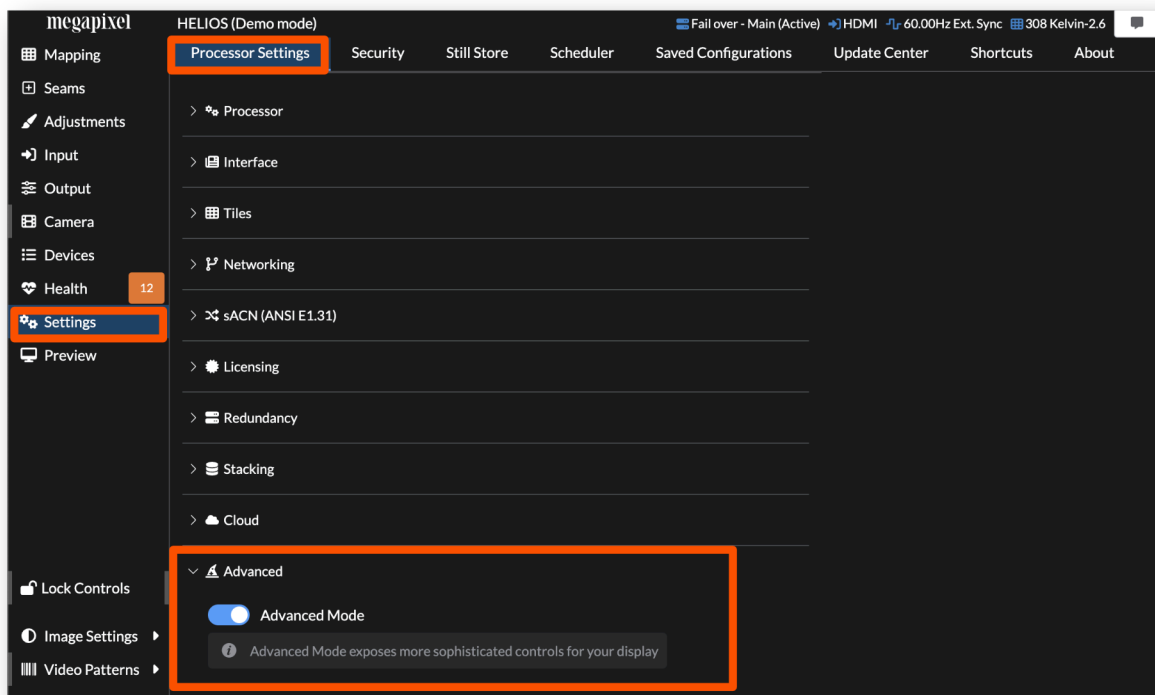 megapixel
HELIOS (Demo mode)
Fail over - Main (Active) HDMI 60.00Hz Ext. Sync 308 Kelvin-2.6
Mapping
Seams
Adjustments
Input
Output
Camera
Devices
Health 12
Settings
Preview
Lock Controls
Image Settings
Video Patterns
Processor Settings Security Still Store Scheduler Saved Configurations Update Center Shortcuts About
Processor
Interface
Tiles
Networking
sACN (ANSI E1.31)
Licensing
Redundancy
Stacking
Cloud
Advanced
Advanced Mode
Advanced Mode exposes more sophisticated controls for your display